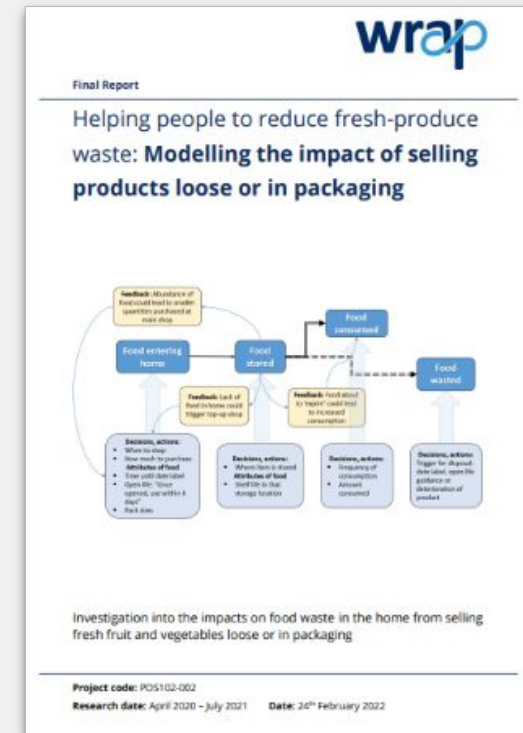 wrap
Final Report
Helping people to reduce fresh-produce
waste: Modelling the impact of selling
products loose or in packaging
Feedback: Abundance of
food could lead to smaller
quantities purchased at
main shop
Food entering
home
Food
stored
Food
consumed
Food
wasted
Feedback: Lack of
food in home could
trigger top-up shop
Feedback: Food about
to "expire" could lead
to increased
consumption
Decisions, actions:
• When to shop
• How much to purchase
Attributes of food
• Time until date label
• Open life: "Once
opened, use within X
days"
• Pack sizes
Decisions, actions:
• Where item is stored
Attributes of food
• Shelf life in that
storage location
Decisions, actions:
• Frequency of
consumption
• Amount
consumed
Decisions, actions:
Trigger for disposal:
date label, open life
guidance or
deterioration of
product
Investigation into the impacts on food waste in the home from selling
fresh fruit and vegetables loose or in packaging
Project code: POS102-002
Research date: April 2020 – July 2021 Date: 24th February 2022